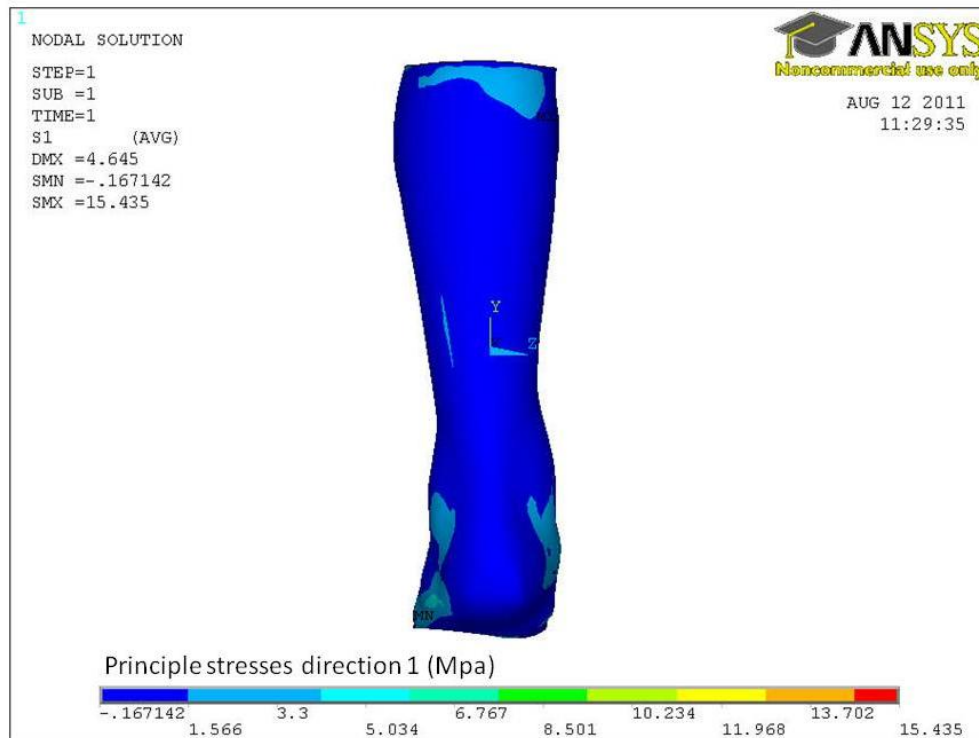 1
NODAL SOLUTION
STEP=1
SUB =1
TIME=1
S1 (AVG)
DMX =4.645
SMN =-.167142
SMX =15.435
ANSYS
Noncommercial use only
AUG 12 2011
11:29:35
Y
Z
MN
Principle stresses direction 1 (Mpa)
-.167142 3.3 6.767 10.234 13.702
1.566 5.034 8.501 11.968 15.435